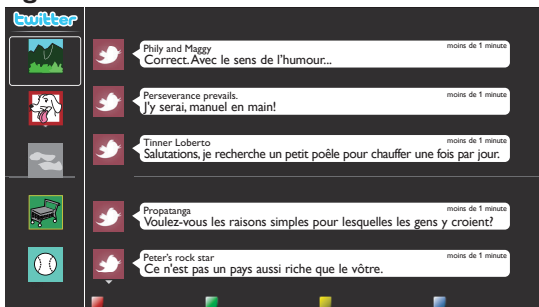 twitter
Phily and Maggy
moins de 1 minute
Correct. Avec le sens de l'humour...
Perseverance prevails.
moins de 1 minute
J'y serai, manuel en main!
Tinner Loberto
moins de 1 minute
Salutations, je recherche un petit poêle pour chauffer une fois par jour.
Propatanga
moins de 1 minute
Voulez-vous les raisons simples pour lesquelles les gens y croient?
Peter's rock star
moins de 1 minute
Ce n'est pas un pays aussi riche que le vôtre.